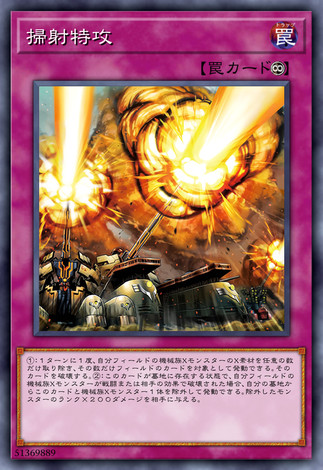 掃射特攻
トラップ
罠
【罠カード】
①:1ターンに1度、自分フィールドの機械族XモンスターのX素材を任意の数
だけ取り除き、その数だけフィールドのカードを対象として発動できる。その
カードを破壊する。②:このカードが墓地に存在する状態で、自分フィールドの
機械族Xモンスターが戦闘または相手の効果で破壊された場合、自分の墓地
からこのカードと機械族Xモンスター1体を除外して発動できる。除外したモン
スターのランク×200ダメージを相手に与える。
51369889